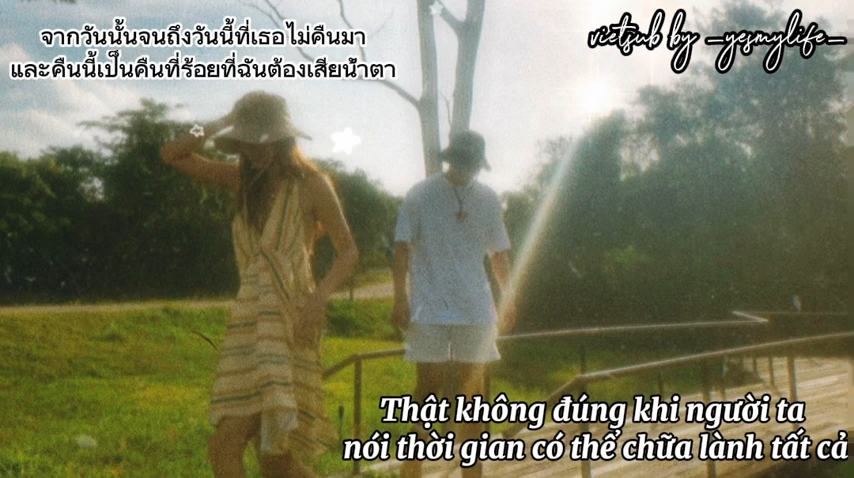 จากวันนั้นจนถึงวันนี้ที่เธอไม่คืนมา
และคืนนี้เป็นคืนที่ร้อยที่ฉันต้องเสียน้ำตา
vietsub by _yesmylife_
Thật không đúng khi người ta
nói thời gian có thể chữa lành tất cả